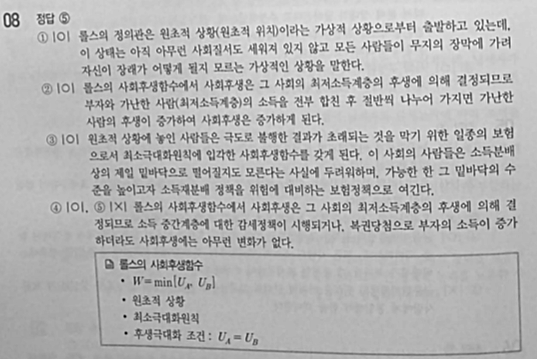 08 정답 ⑤
① |○| 롤스의 정의관은 원초적 상황(원초적 위치)이라는 가상적 상황으로부터 출발하고 있는데,
이 상태는 아직 아무런 사회질서도 세워져 있지 않고 모든 사람들이 무지의 장막에 가려
자신이 장래가 어떻게 될지 모르는 가상적인 상황을 말한다.
② |○| 롤스의 사회후생함수에서 사회후생은 그 사회의 최저소득계층의 후생에 의해 결정되므로
부자와 가난한 사람(최저소득계층)의 소득을 전부 합친 후 절반씩 나누어 가지면 가난한
사람의 후생이 증가하여 사회후생은 증가하게 된다.
③ |○| 원초적 상황에 놓인 사람들은 극도로 불행한 결과가 초래되는 것을 막기 위한 일종의 보험
으로서 최소극대화원칙에 입각한 사회후생함수를 갖게 된다. 이 사회의 사람들은 소득분배
상의 제일 밑바닥으로 떨어질지도 모른다는 사실에 두려워하며, 가능한 한 그 밑바닥의 수
준을 높이고자 소득재분배 정책을 위험에 대비하는 보험정책으로 여긴다.
④ |○|, ⑤ |×| 롤스의 사회후생함수에서 사회후생은 그 사회의 최저소득계층의 후생에 의해 결
정되므로 소득 중간계층에 대한 감세정책이 시행되거나, 복권당첨으로 부자의 소득이 증가
하더라도 사회후생에는 아무런 변화가 없다.
롤스의 사회후생함수
• W=min[U_A, U_B]
• 원초적 상황
• 최소극대화원칙
• 후생극대화 조건 : U_A=U_B